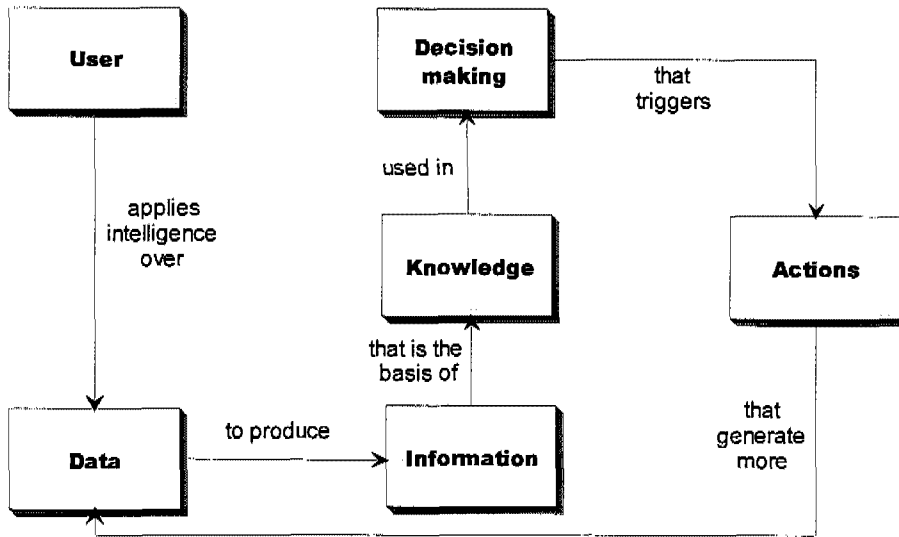 User
applies
intelligence
over
Data
to produce
Information
that is the
basis of
Knowledge
used in
Decision
making
that
triggers
Actions
that
generate
more